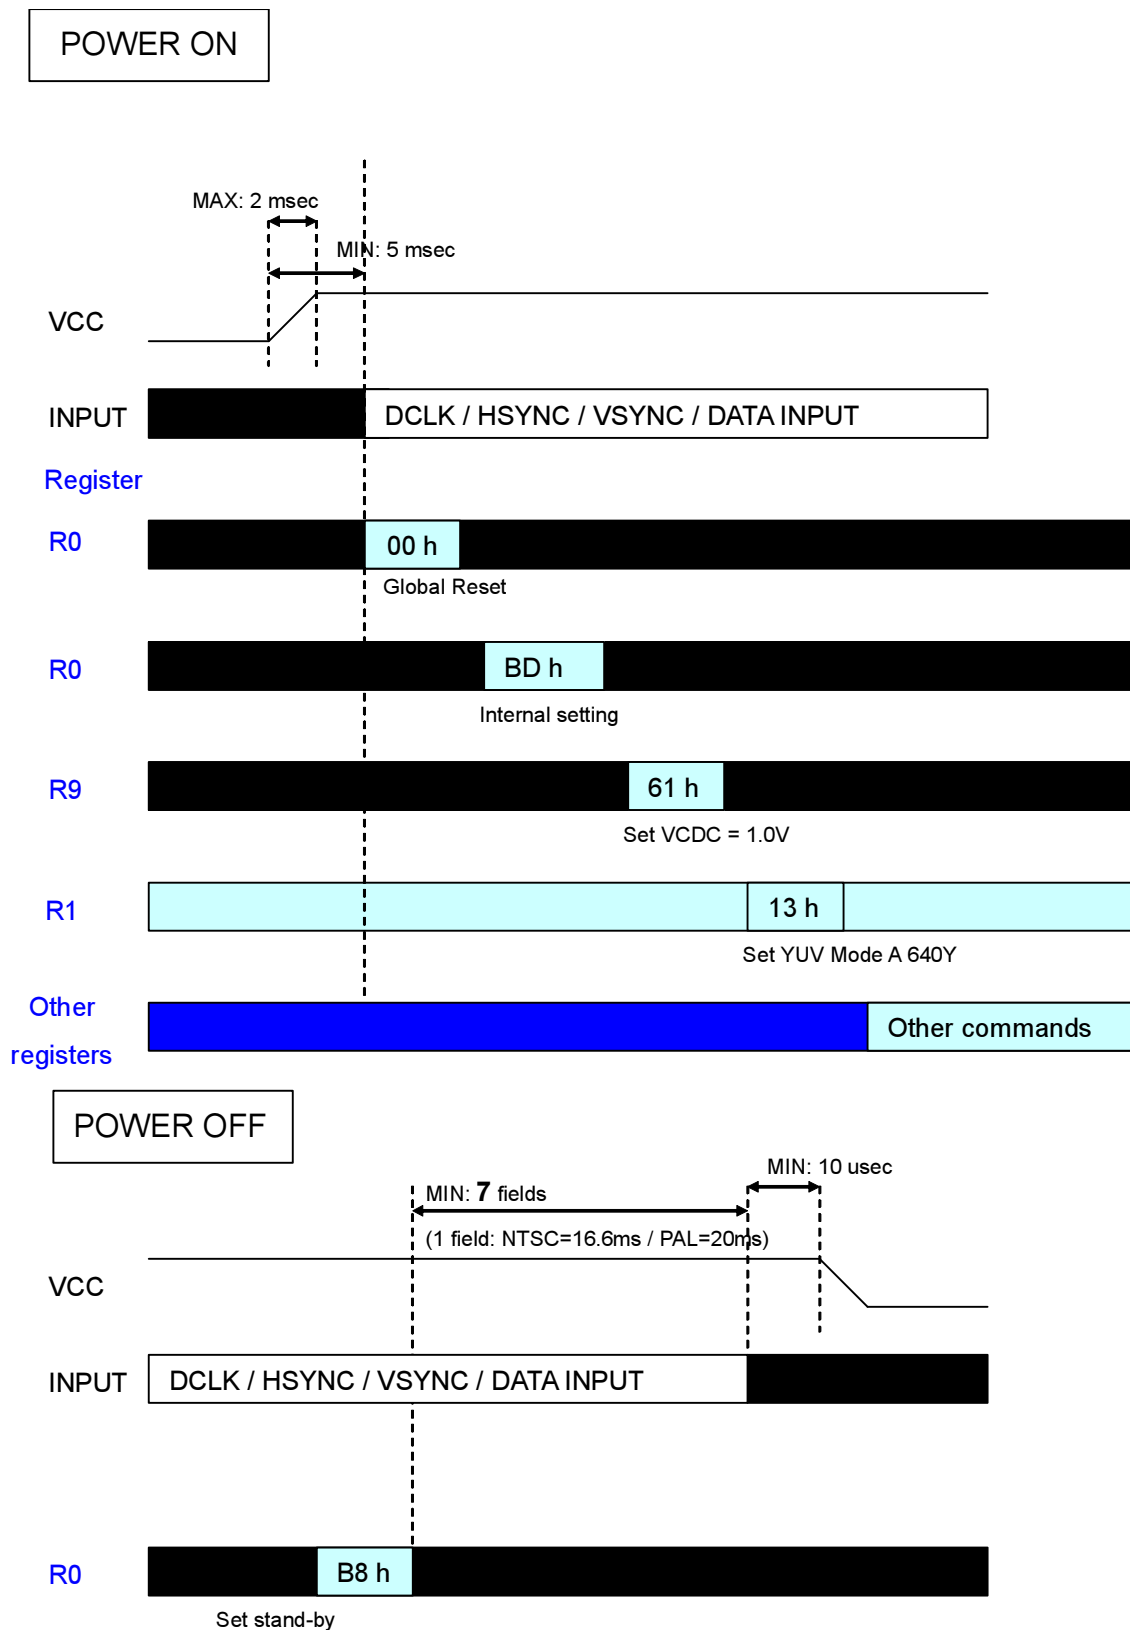 POWER ON
MAX: 2 msec
MIN: 5 msec
VCC
INPUT
DCLK / HSYNC / VSYNC / DATA INPUT
Register
R0
00 h
Global Reset
R0
BD h
Internal setting
R9
61 h
Set VCDC = 1.0V
R1
13 h
Set YUV Mode A 640Y
Other
registers
Other commands
POWER OFF
MIN: 10 usec
MIN: 7 fields
(1 field: NTSC=16.6ms / PAL=20ms)
VCC
INPUT
DCLK / HSYNC / VSYNC / DATA INPUT
R0
B8 h
Set stand-by